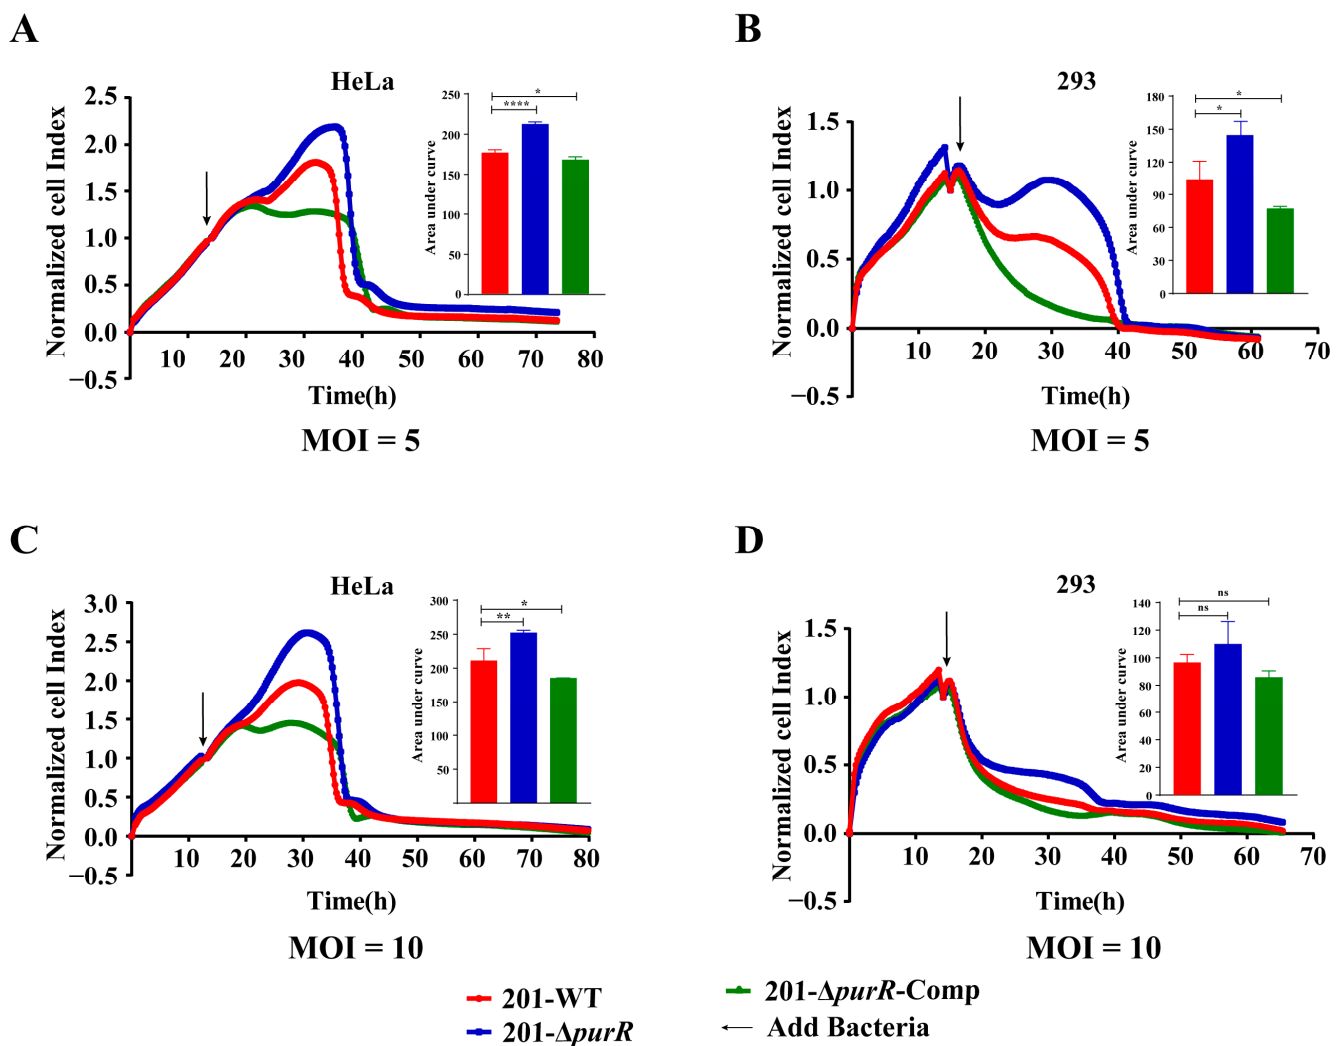 A
HeLa
Normalized cell Index
2.5
2.0
1.5
1.0
0.5
0.0
−0.5
10 20 30 40 50 60 70 80
Time(h)
MOI = 5
Area under curve
250
200
150
100
50
0
*
****
B
293
Normalized cell Index
1.5
1.0
0.5
0.0
−0.5
10 20 30 40 50 60 70
Time(h)
MOI = 5
Area under curve
180
150
120
90
60
30
0
*
*
C
HeLa
Normalized cell Index
3.0
2.5
2.0
1.5
1.0
0.5
0.0
−0.5
10 20 30 40 50 60 70 80
Time(h)
MOI = 10
Area under curve
300
250
200
150
100
50
*
**
D
293
Normalized cell Index
1.5
1.0
0.5
0.0
−0.5
10 20 30 40 50 60 70
Time(h)
MOI = 10
Area under curve
140
120
100
80
60
40
20
0
ns
ns
201-WT
201-ΔpurR
201-ΔpurR-Comp
Add Bacteria